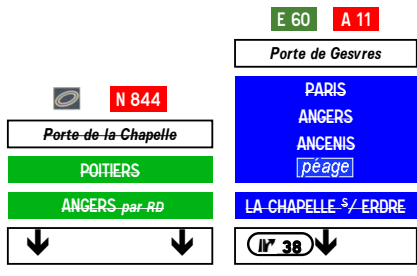 E 60 A 11
Porte de Gesvres
PARIS
ANGERS
ANCENIS
péage
LA CHAPELLE S/ ERDRE
38
N 844
Porte de la Chapelle
POITIERS
ANGERS par RD